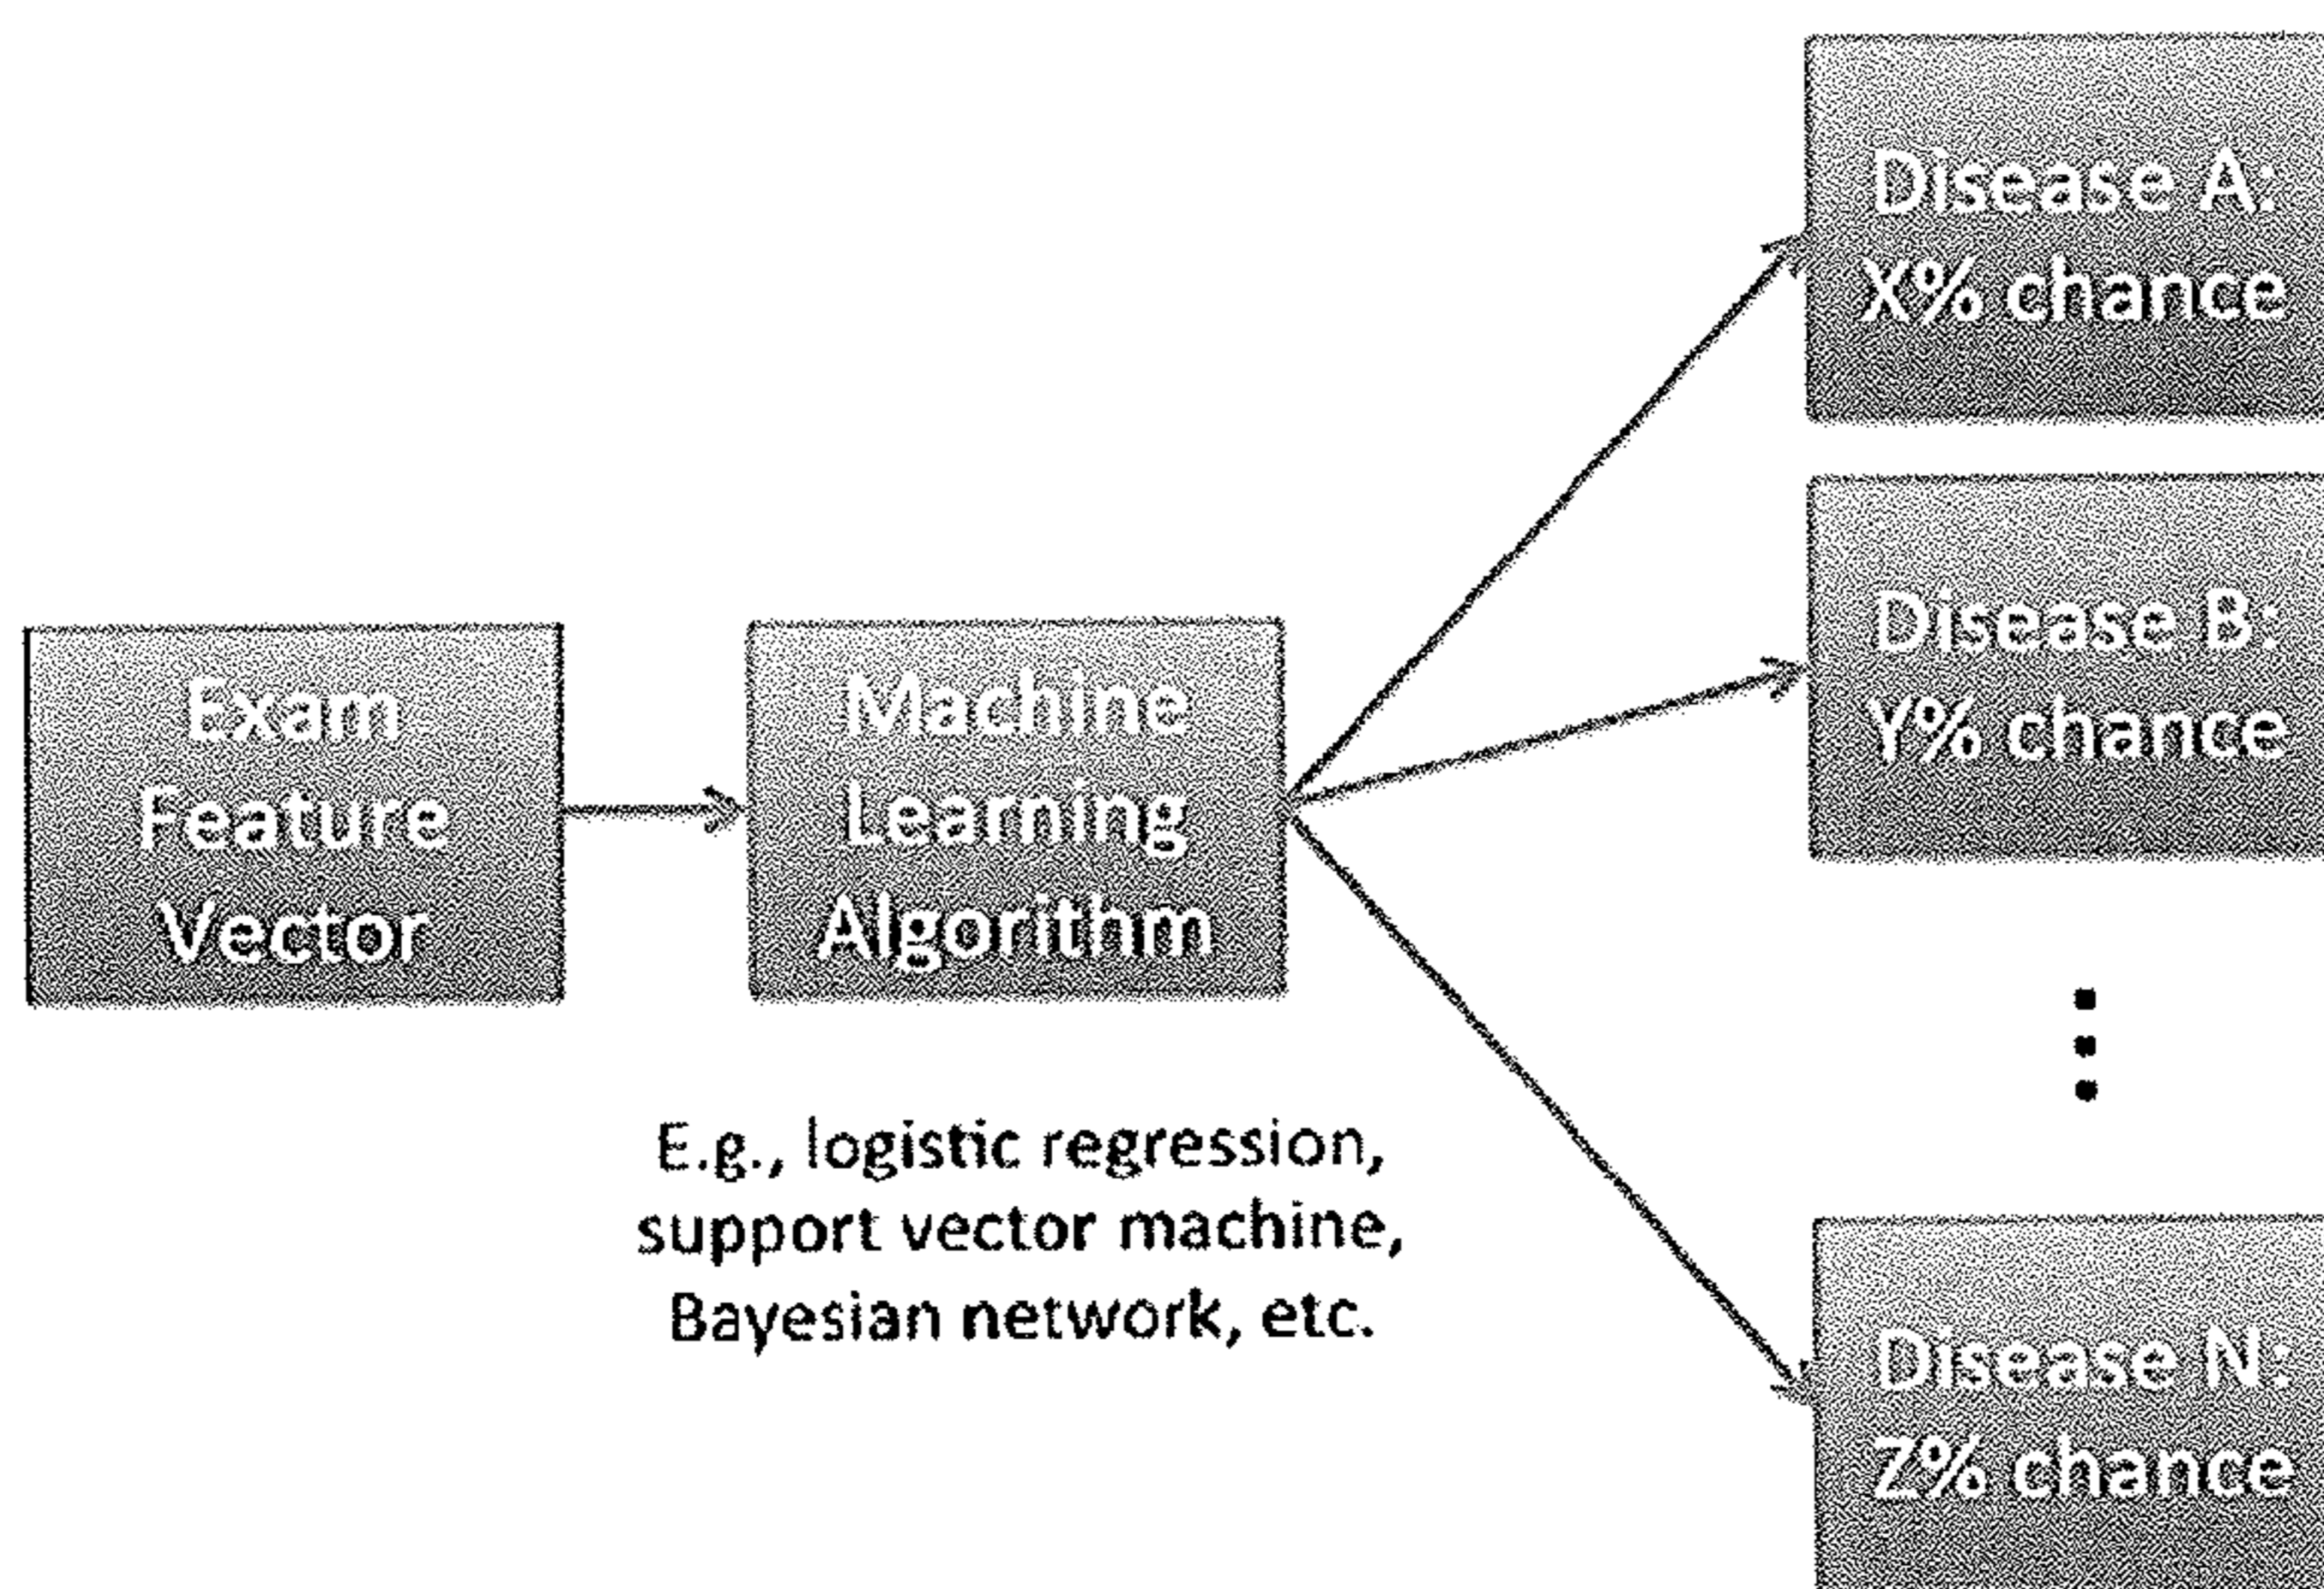 Exam
Feature
Vector
Machine
Learning
Algorithm
E.g., logistic regression,
support vector machine,
Bayesian network, etc.
Disease A:
X% chance
Disease B:
Y% chance
Disease N:
Z% chance